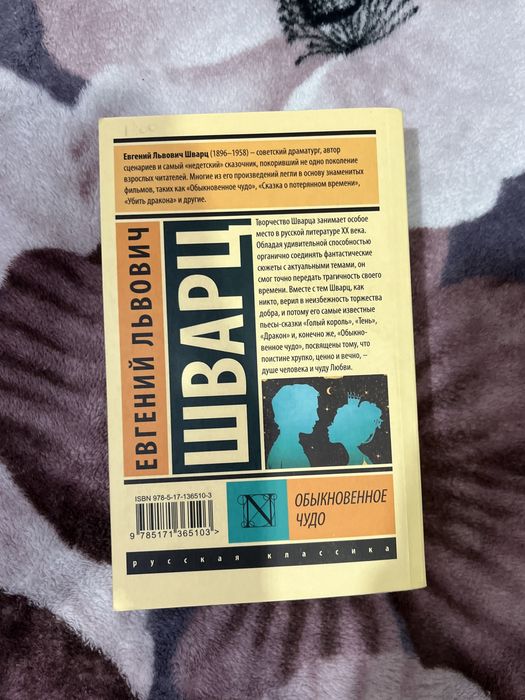 Евгений Львович Шварц (1896–1958) – советский драматург, автор
сценариев и самый «недетский» сказочник, покоривший не одно поколение
взрослых читателей. Многие из его произведений легли в основу знаменитых
фильмов, таких как «Обыкновенное чудо», «Сказка о потерянном времени»,
«Убить дракона» и другие.
ЕВГЕНИЙ ЛЬВОВИЧ
ШВАРЦ
Творчество Шварца занимает особое
место в русской литературе XX века.
Обладая удивительной способностью
органично соединять фантастические
сюжеты с актуальными темами, он
смог точно передать трагичность своего
времени. Вместе с тем Шварц, как
никто, верил в неизбежность торжества
добра, и потому его самые известные
пьесы-сказки «Голый король», «Тень»,
«Дракон» и, конечно же, «Обыкно-
венное чудо», посвящены тому, что
поистине хрупко, ценно и вечно, –
душе человека и чуду Любви.
ISBN 978-5-17-136510-3
9 785171 365103 >
N
ОБЫКНОВЕННОЕ
ЧУДО
русская классика